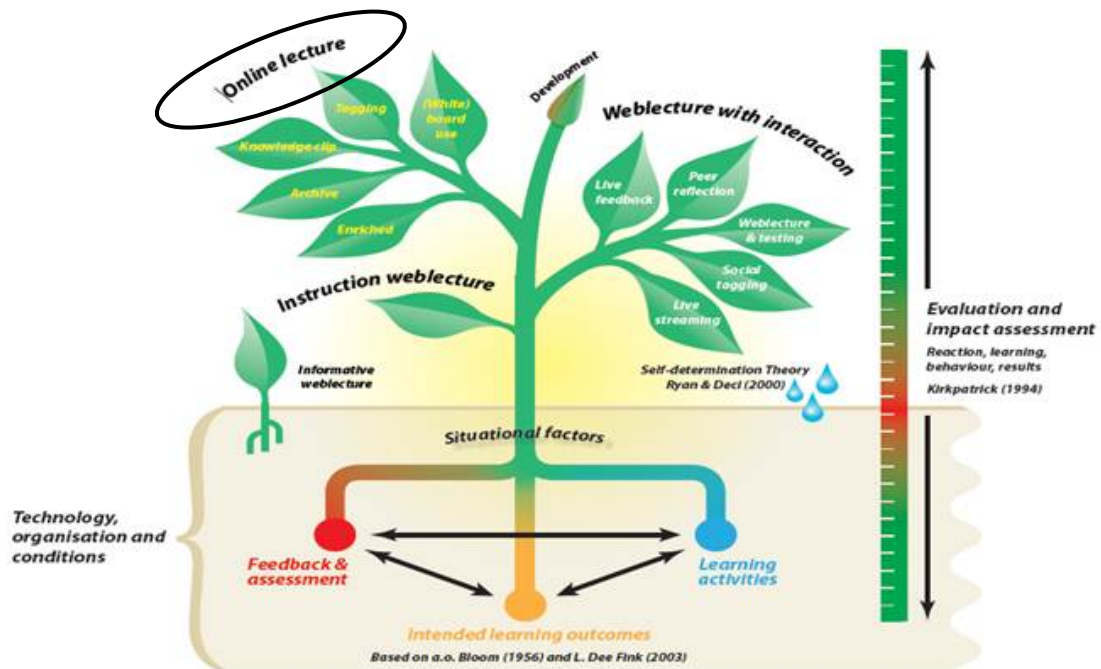 Online lecture
Tagging
(White)
board
use
Knowledge clip
Archive
Enriched
Development
Weblecture with interaction
Live
feedback
Peer
reflection
Weblecture
& testing
Social
tagging
Live
streaming
Instruction weblecture
Informative
weblecture
Self-determination Theory
Ryan & Deci (2000)
Evaluation and
impact assessment
Reaction, learning,
behaviour, results
Kirkpatrick (1994)
Situational factors
Technology,
organisation and
conditions
Feedback &
assessment
Learning
activities
Intended learning outcomes
Based on a.o. Bloom (1956) and L. Dee Fink (2003)